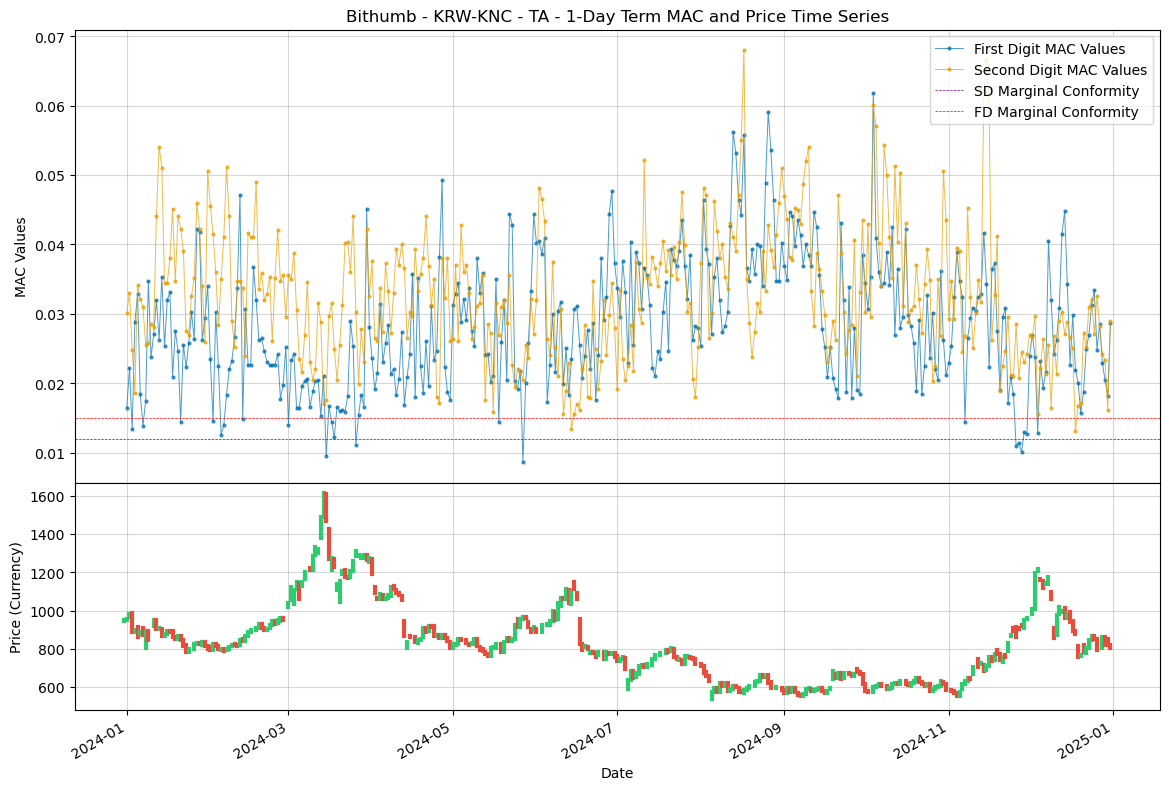 Bithumb - KRW-KNC - TA - 1-Day Term MAC and Price Time Series
First Digit MAC Values
Second Digit MAC Values
SD Marginal Conformity
FD Marginal Conformity
MAC Values
0.07
0.06
0.05
0.04
0.03
0.02
0.01
Price (Currency)
1600
1400
1200
1000
800
600
2024-01
2024-03
2024-05
2024-07
2024-09
2024-11
2025-01
Date